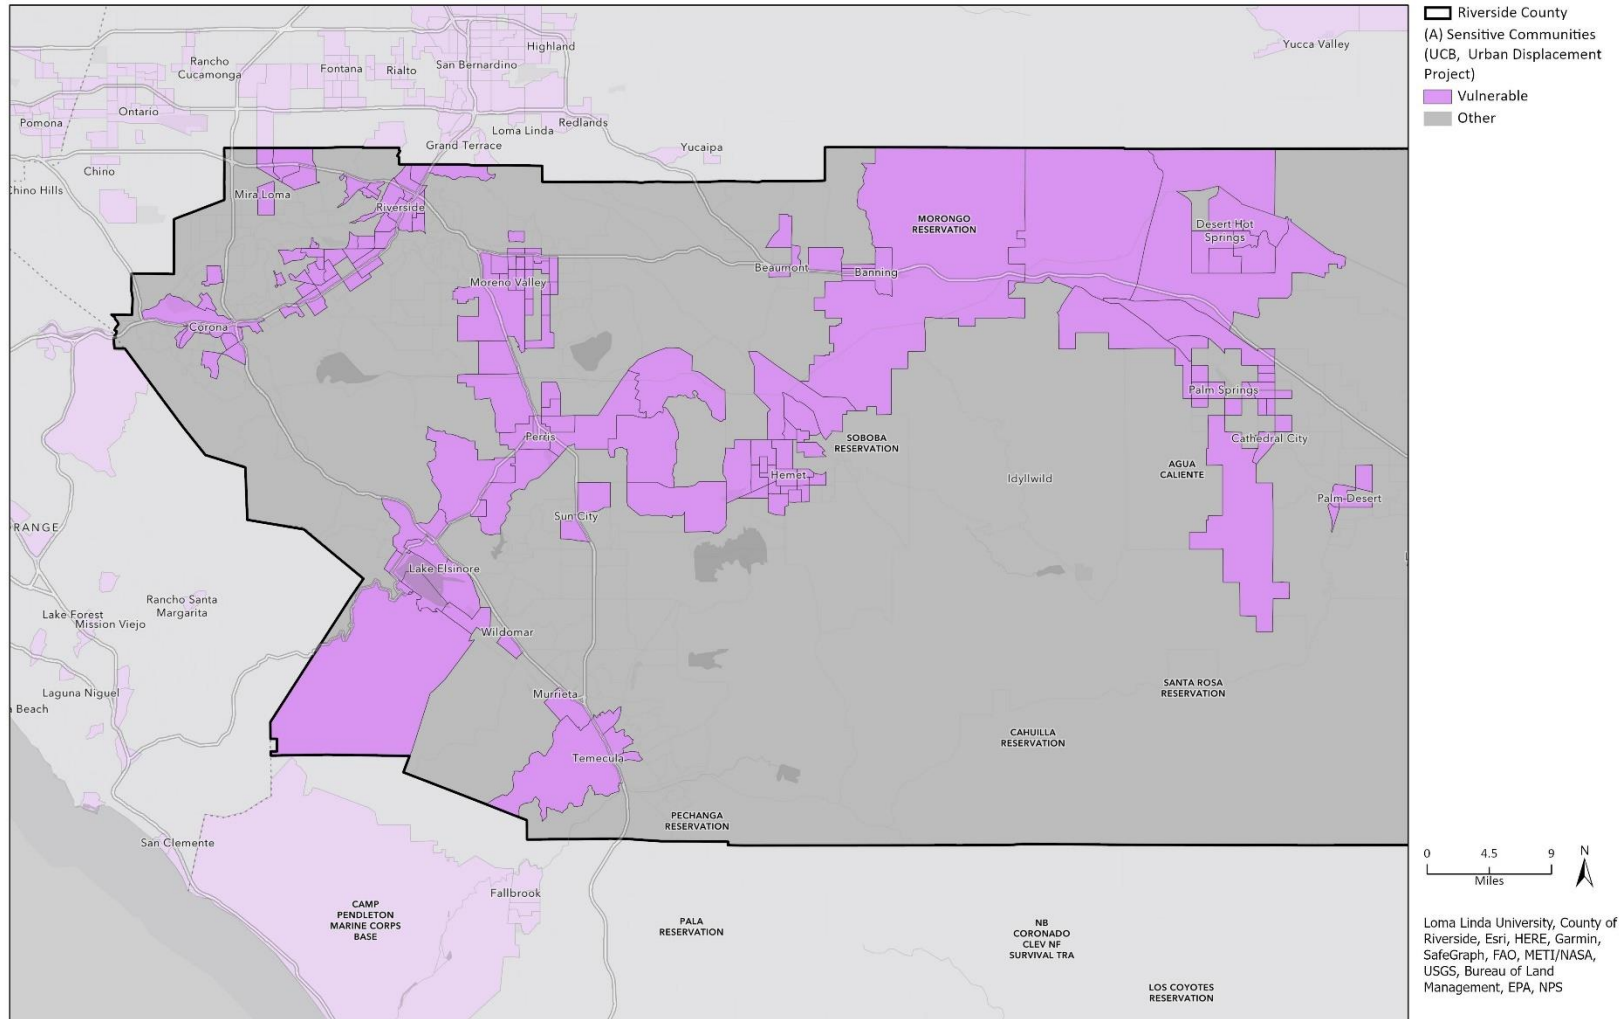 Riverside County
(A) Sensitive Communities
(UCB, Urban Displacement
Project)
Vulnerable
Other
Highland
Yucca Valley
Rancho
Cucamonga
Fontana
Rialto
San Bernardino
Ontario
Pomona
Redlands
Loma Linda
Grand Terrace
Yucaipa
Chino
Chino Hills
Mira Loma
Riverside
MORONGO
RESERVATION
Desert Hot
Springs
Beaumont
Banning
Moreno Valley
Corona
Palm Springs
Perris
SOBOBA
RESERVATION
Cathedral City
AGUA
CALIENTE
Hemet
Idyllwild
Palm Desert
Sun City
RANGE
Lake Elsinore
Rancho Santa
Margarita
Lake Forest
Mission Viejo
Wildomar
Laguna Niguel
Beach
Murrieta
SANTA ROSA
RESERVATION
CAHUILLA
RESERVATION
Temecula
PECHANGA
RESERVATION
San Clemente
Fallbrook
CAMP
PENDLETON
MARINE CORPS
BASE
PALA
RESERVATION
NB
CORONADO
CLEV NF
SURVIVAL TRA
LOS COYOTES
RESERVATION
0 4.5 9
Miles
N
Loma Linda University, County of
Riverside, Esri, HERE, Garmin,
SafeGraph, FAO, METI/NASA,
USGS, Bureau of Land
Management, EPA, NPS